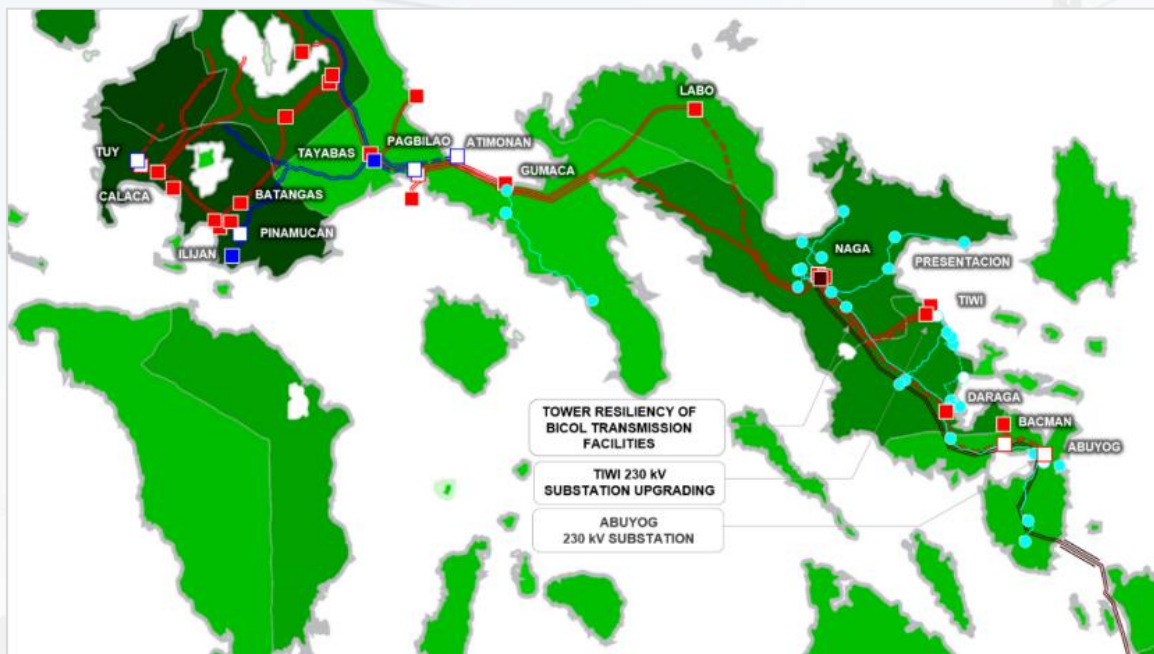 LABO
PAGBILAO
ATIMONAN
TAYABAS
TUY
GUMACA
CALACA
BATANGAS
PINAMUCAN
ILIJAN
NAGA
PRESENTACION
TIWI
DARAGA
BACMAN
ABUYOG
TOWER RESILIENCY OF
BICOL TRANSMISSION
FACILITIES
TIWI 230 kV
SUBSTATION UPGRADING
ABUYOG
230 kV SUBSTATION